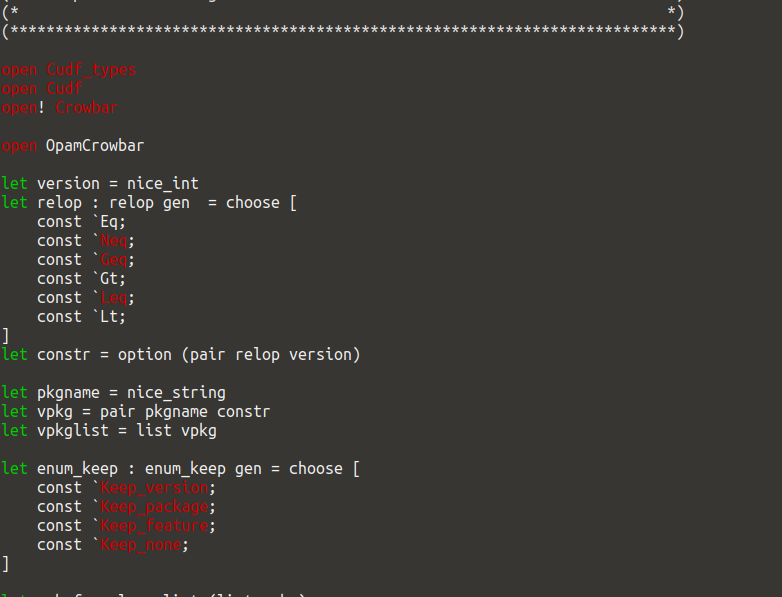 (* *)
(**************************************************************************)
open Cudf_types
open Cudf
open! Crowbar
open OpamCrowbar
let version = nice_int
let relop : relop gen  = choose [
    const `Eq;
    const `Neq;
    const `Geq;
    const `Gt;
    const `Leq;
    const `Lt;
]
let constr = option (pair relop version)
let pkgname = nice_string
let vpkg = pair pkgname constr
let vpkglist = list vpkg
let enum_keep : enum_keep gen = choose [
    const `Keep_version;
    const `Keep_package;
    const `Keep_feature;
    const `Keep_none;
]